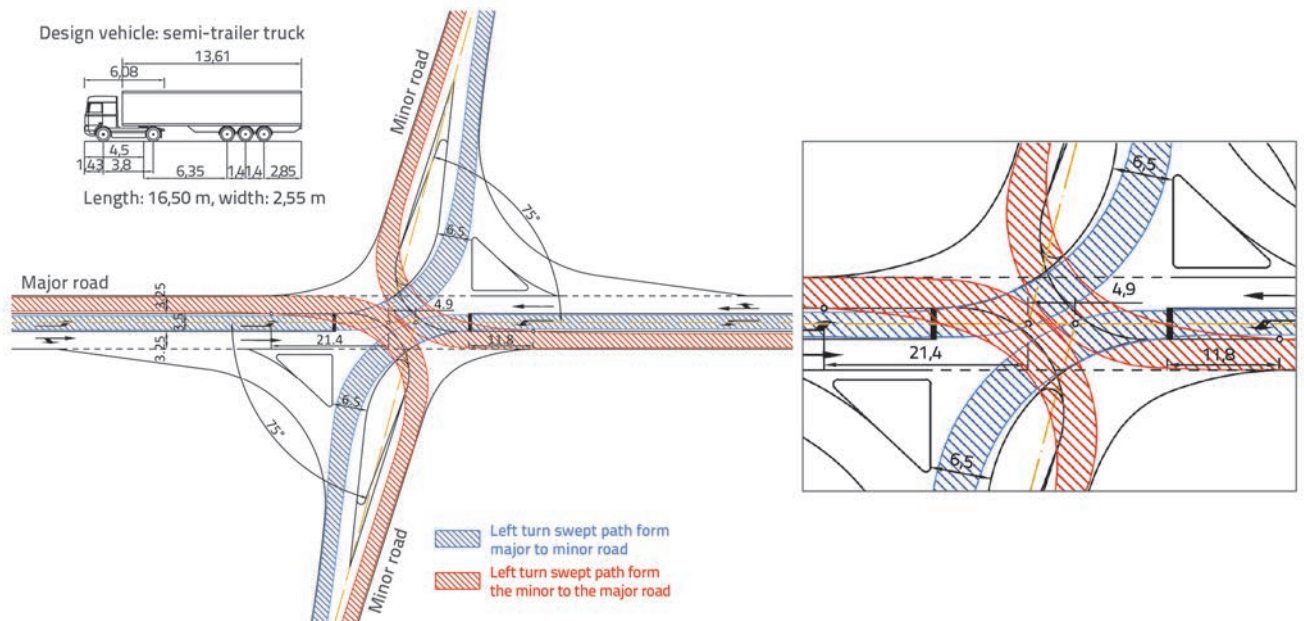 Design vehicle: semi-trailer truck
13,61
6,08
4,5
1,43 3,8
6,35
1,4 1,4
2,85
Length: 16,50 m, width: 2,55 m
Minor road
75°
6,5
Major road
3,25
3,5
3,25
4,9
21,4
11,8
6,5
75°
Minor road
Left turn swept path form
major to minor road
Left turn swept path form
the minor to the major road
6,5
4,9
21,4
11,8
6,5